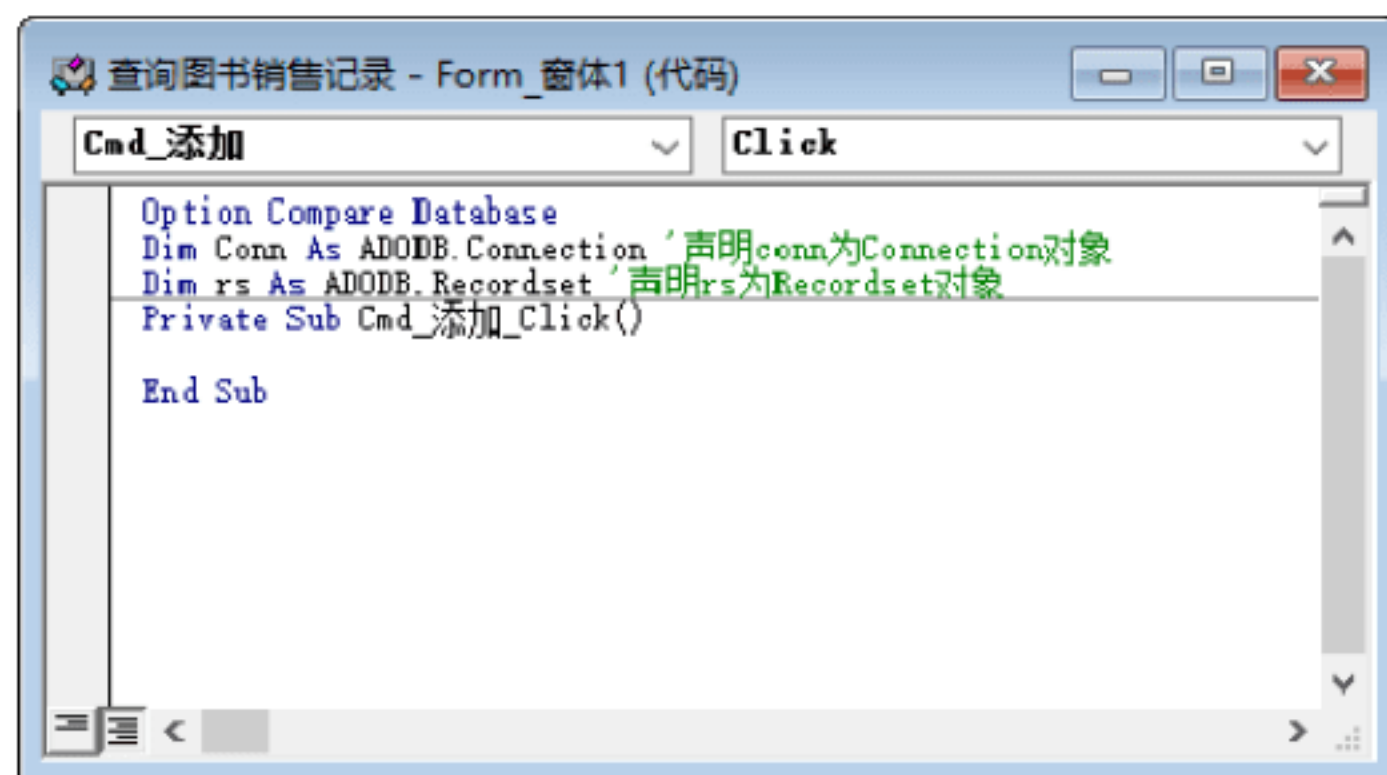 查询图书销售记录 - Form_窗体1 (代码)
Cmd_添加 Click
Option Compare Database
Dim Conn As ADODB.Connection '声明conn为Connection对象
Dim rs As ADODB.Recordset '声明rs为Recordset对象
Private Sub Cmd_添加_Click()
End Sub